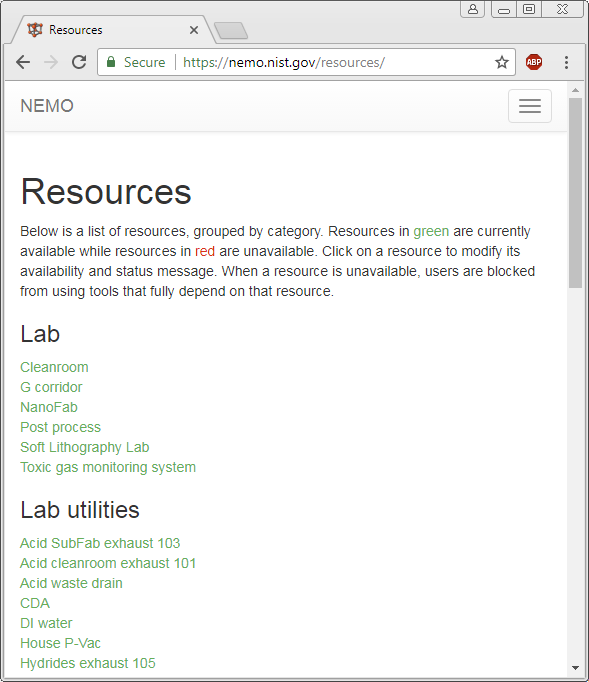 Resources
Secure https://nemo.nist.gov/resources/ ABP
NEMO
Resources
Below is a list of resources, grouped by category. Resources in green are currently
available while resources in red are unavailable. Click on a resource to modify its
availability and status message. When a resource is unavailable, users are blocked
from using tools that fully depend on that resource.
Lab
Cleanroom
G corridor
NanoFab
Post process
Soft Lithography Lab
Toxic gas monitoring system
Lab utilities
Acid SubFab exhaust 103
Acid cleanroom exhaust 101
Acid waste drain
CDA
DI water
House P-Vac
Hydrides exhaust 105